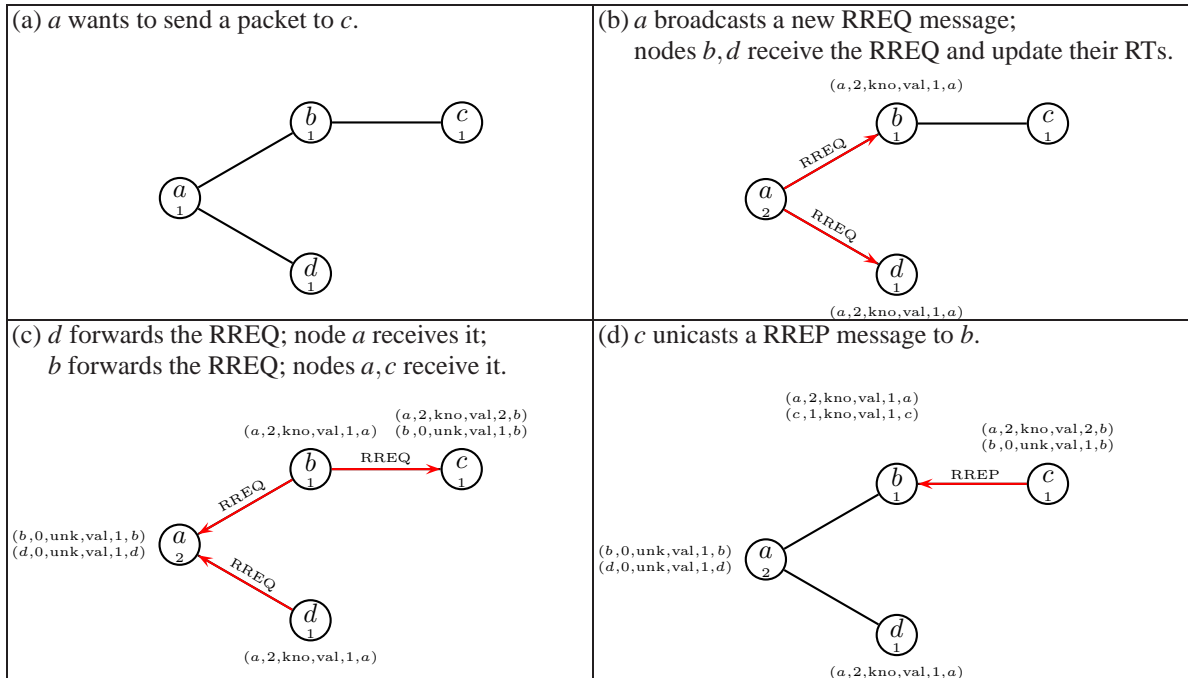 (a) a wants to send a packet to c.
b
1
c
1
a
1
d
1
(b) a broadcasts a new RREQ message;
nodes b,d receive the RREQ and update their RTs.
(a,2,kno,val,1,a)
b
1
c
1
RREQ
a
2
RREQ
d
1
(a,2,kno,val,1,a)
(c) d forwards the RREQ; node a receives it;
b forwards the RREQ; nodes a,c receive it.
(a,2,kno,val,2,b)
(a,2,kno,val,1,a) (b,0,unk,val,1,b)
b
1
RREQ
c
1
RREQ
(b,0,unk,val,1,b)
(d,0,unk,val,1,d)
a
2
RREQ
d
1
(a,2,kno,val,1,a)
(d) c unicasts a RREP message to b.
(a,2,kno,val,1,a)
(c,1,kno,val,1,c)
(a,2,kno,val,2,b)
(b,0,unk,val,1,b)
b
1
RREP
c
1
(b,0,unk,val,1,b)
(d,0,unk,val,1,d)
a
2
d
1
(a,2,kno,val,1,a)